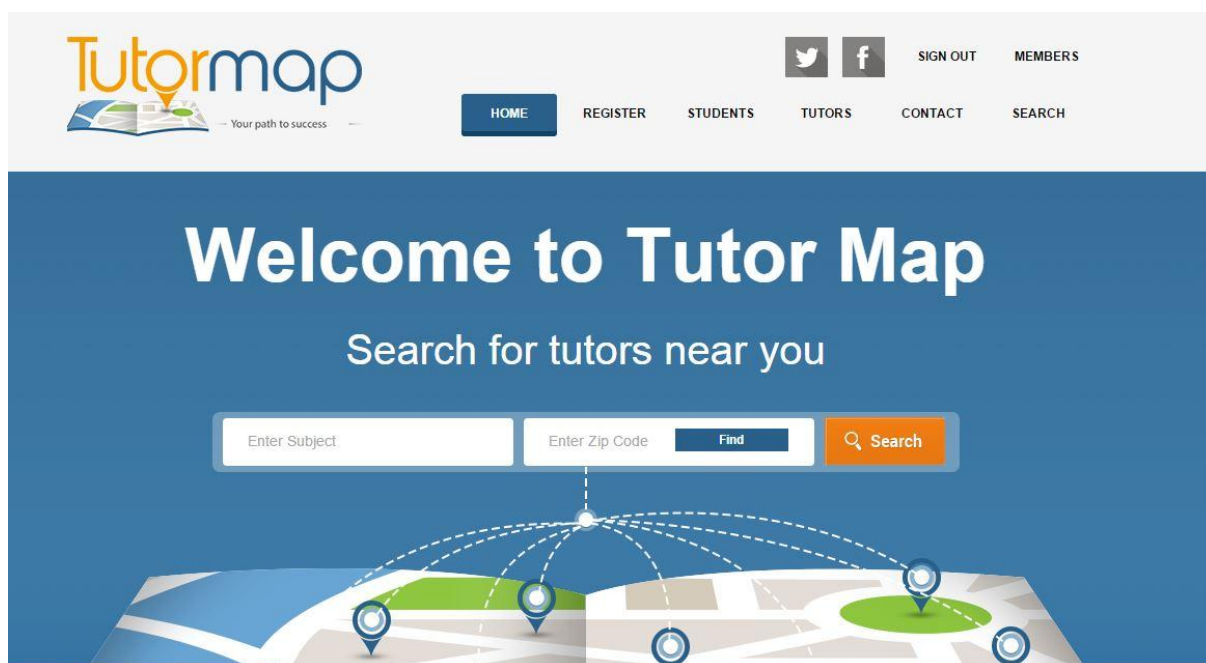 Tutormap
Your path to success
SIGN OUT MEMBERS
HOME REGISTER STUDENTS TUTORS CONTACT SEARCH
Welcome to Tutor Map
Search for tutors near you
Enter Subject Enter Zip Code Find Search